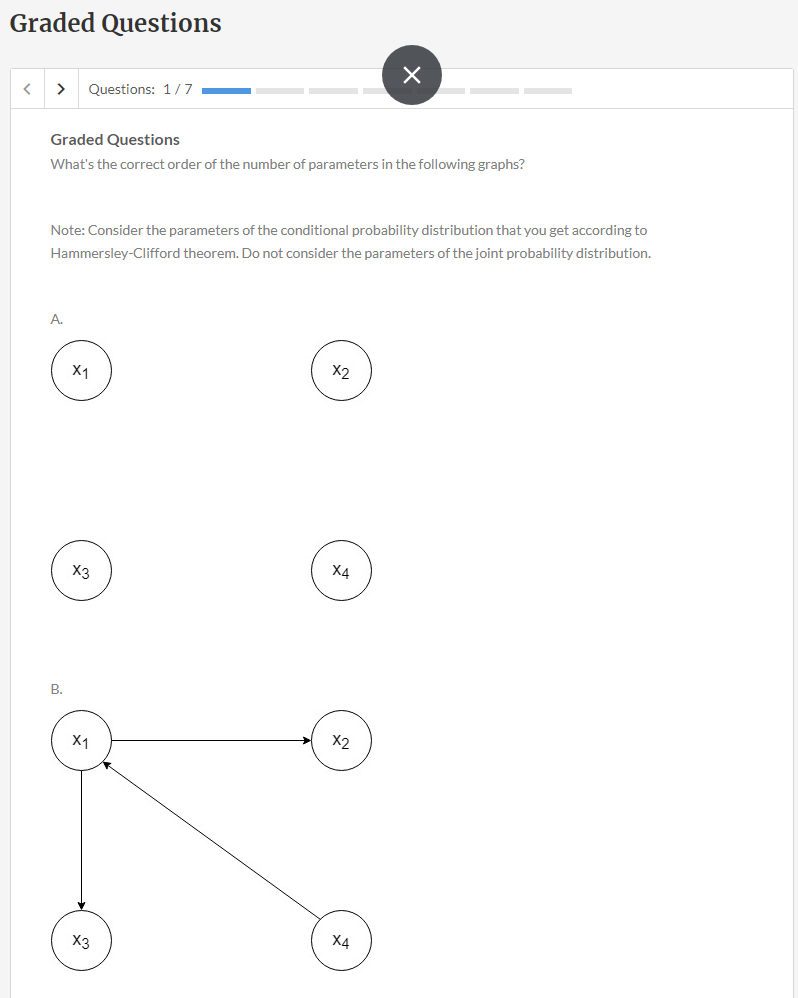 Graded Questions
Questions: 1 / 7
Graded Questions
What's the correct order of the number of parameters in the following graphs?
Note: Consider the parameters of the conditional probability distribution that you get according to
Hammersley-Clifford theorem. Do not consider the parameters of the joint probability distribution.
A.
x1 x2
x3 x4
B.
x1 x2
x3 x4